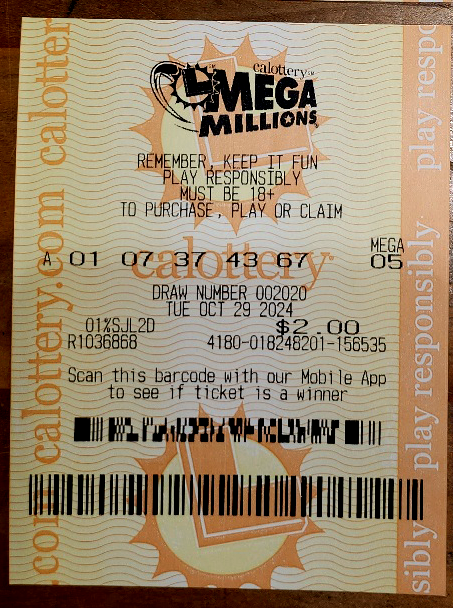 calottery
MEGA
MILLIONS
REMEMBER, KEEP IT FUN
PLAY RESPONSIBLY
MUST BE 18+
TO PURCHASE, PLAY OR CLAIM
MEGA
A 01 07 37 43 67 05
calottery
DRAW NUMBER 002020
TUE OCT 29 2024
01%SJL2D $2.00
R1036868 4180-018248201-156535
Scan this barcode with our Mobile App
to see if ticket is a winner
.com calottery.com calotter
sibly play responsibly play respo